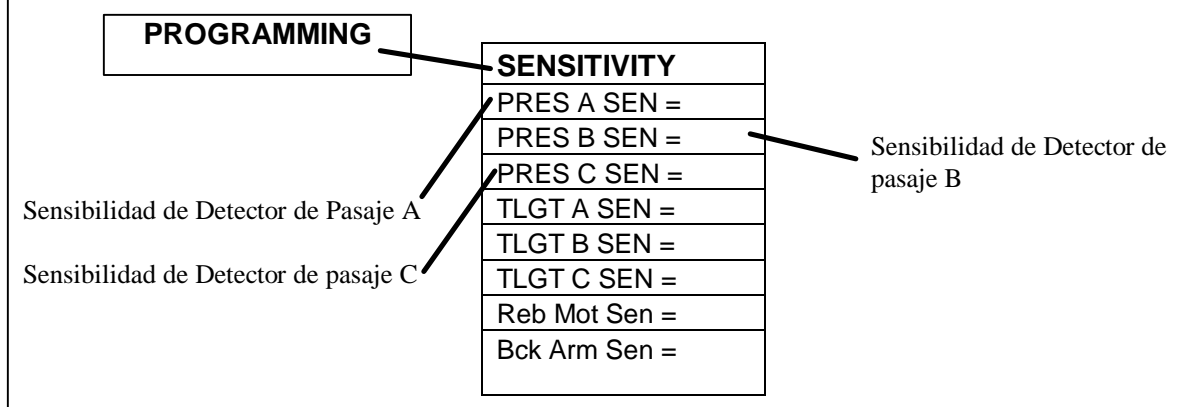 PROGRAMMING
SENSITIVITY
PRES A SEN =
PRES B SEN =
PRES C SEN =
TLGT A SEN =
TLGT B SEN =
TLGT C SEN =
Reb Mot Sen =
Bck Arm Sen =
Sensibilidad de Detector de
pasaje B
Sensibilidad de Detector de Pasaje A
Sensibilidad de Detector de pasaje C